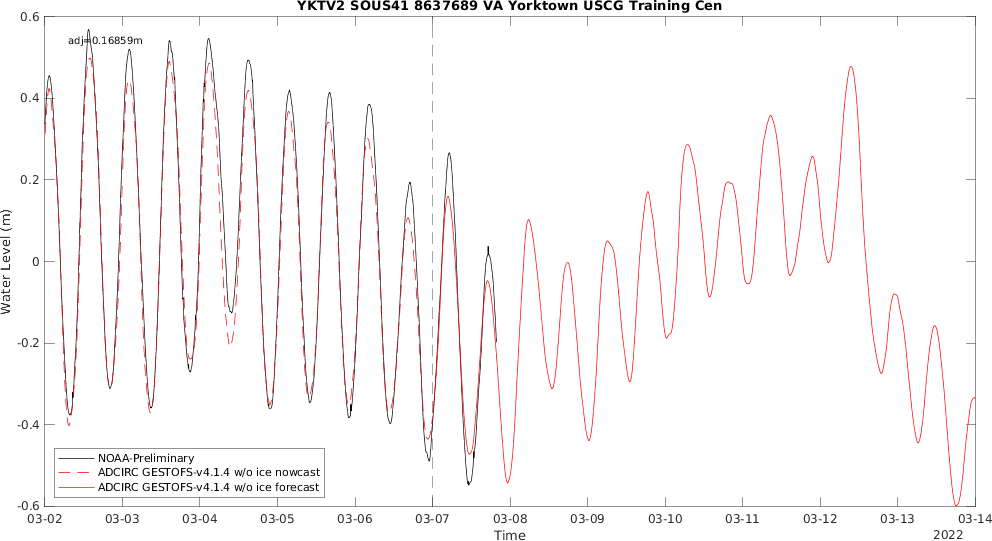 YKTV2 SOUS41 8637689 VA Yorktown USCG Training Cen
adj=0.16859m
0.6
0.4
0.2
0
-0.2
-0.4
-0.6
Water Level (m)
NOAA-Preliminary
ADCIRC GESTOFS-v4.1.4 w/o ice nowcast
ADCIRC GESTOFS-v4.1.4 w/o ice forecast
03-02 03-03 03-04 03-05 03-06 03-07 03-08 03-09 03-10 03-11 03-12 03-13 03-14
Time
2022